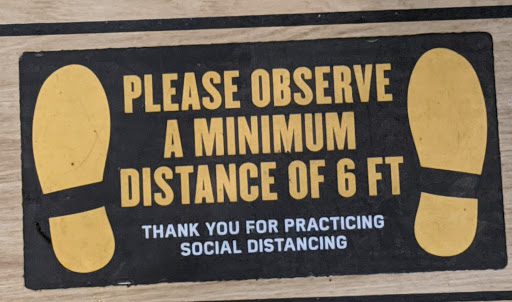 PLEASE OBSERVE
A MINIMUM
DISTANCE OF 6 FT
THANK YOU FOR PRACTICING
SOCIAL DISTANCING